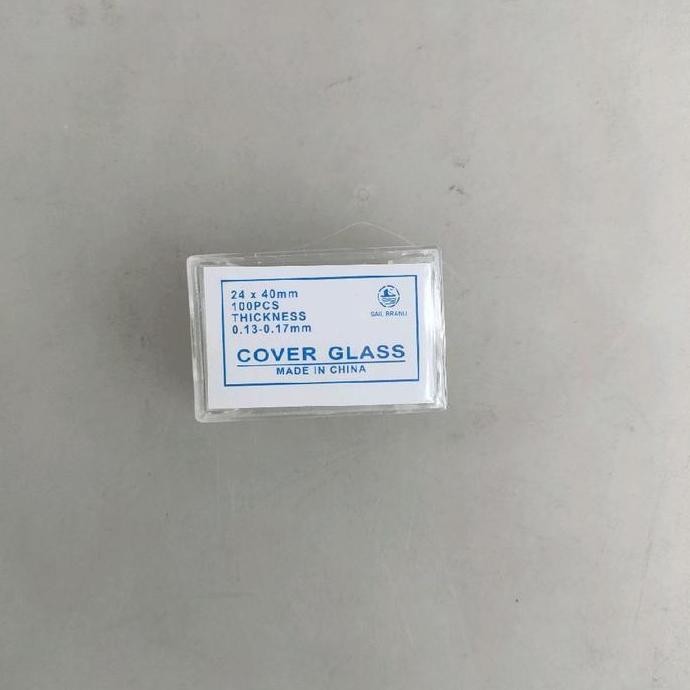 24 x 40mm
100PCS
THICKNESS
0.13-0.17mm
SAIL BRAND
COVER GLASS
MADE IN CHINA